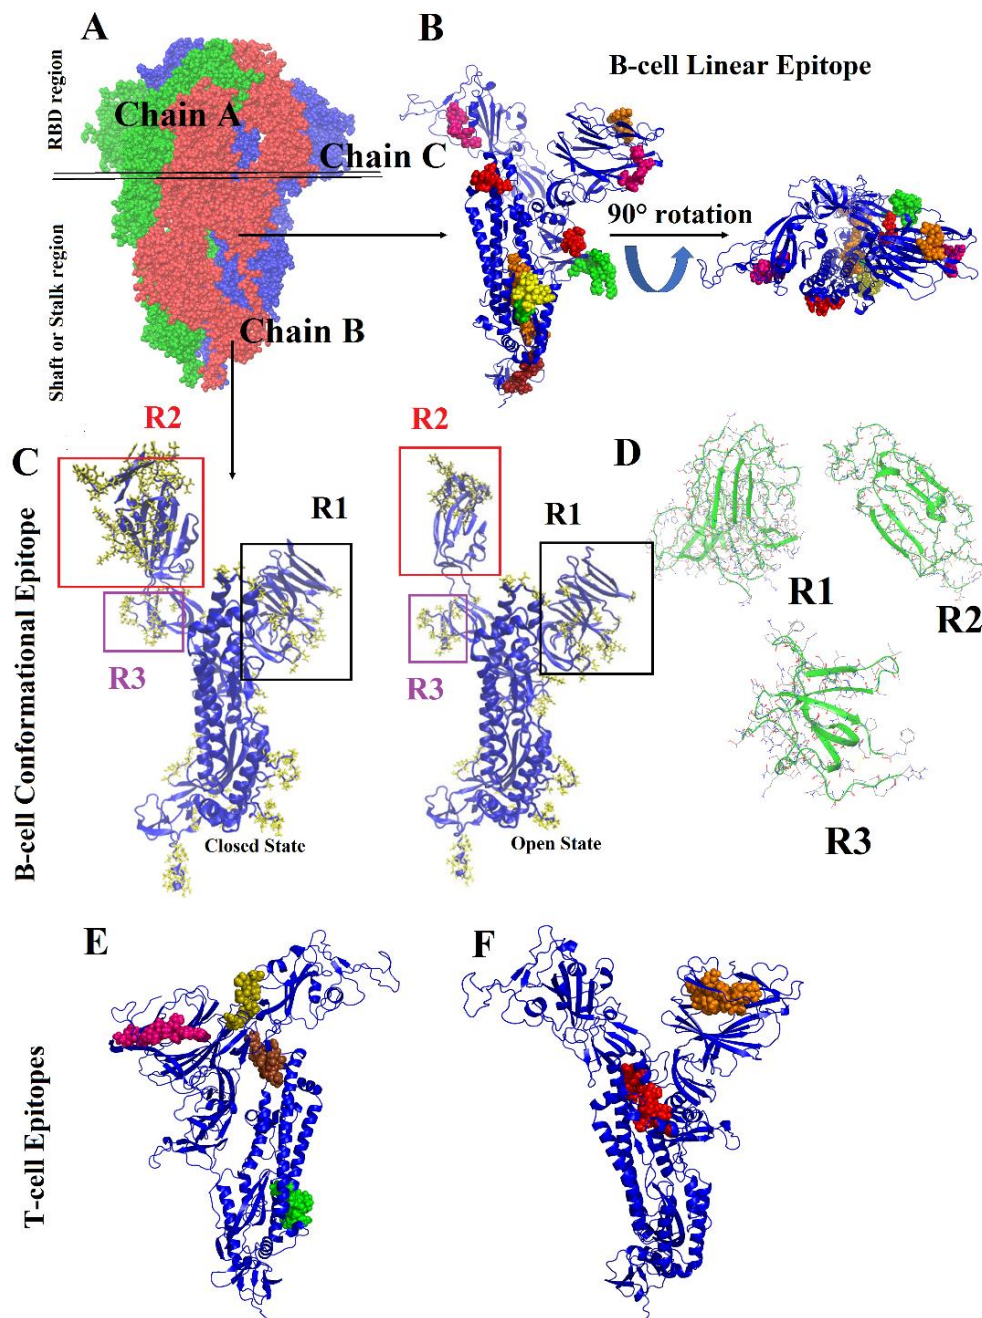 A
B
RBD region
Chain A
Chain C
B-cell Linear Epitope
90° rotation
Shaft or Stalk region
Chain B
C
R2
R1
R3
Closed State
R2
R1
R3
Open State
D
R1
R2
R3
B-cell Conformational Epitope
E
F
T-cell Epitopes